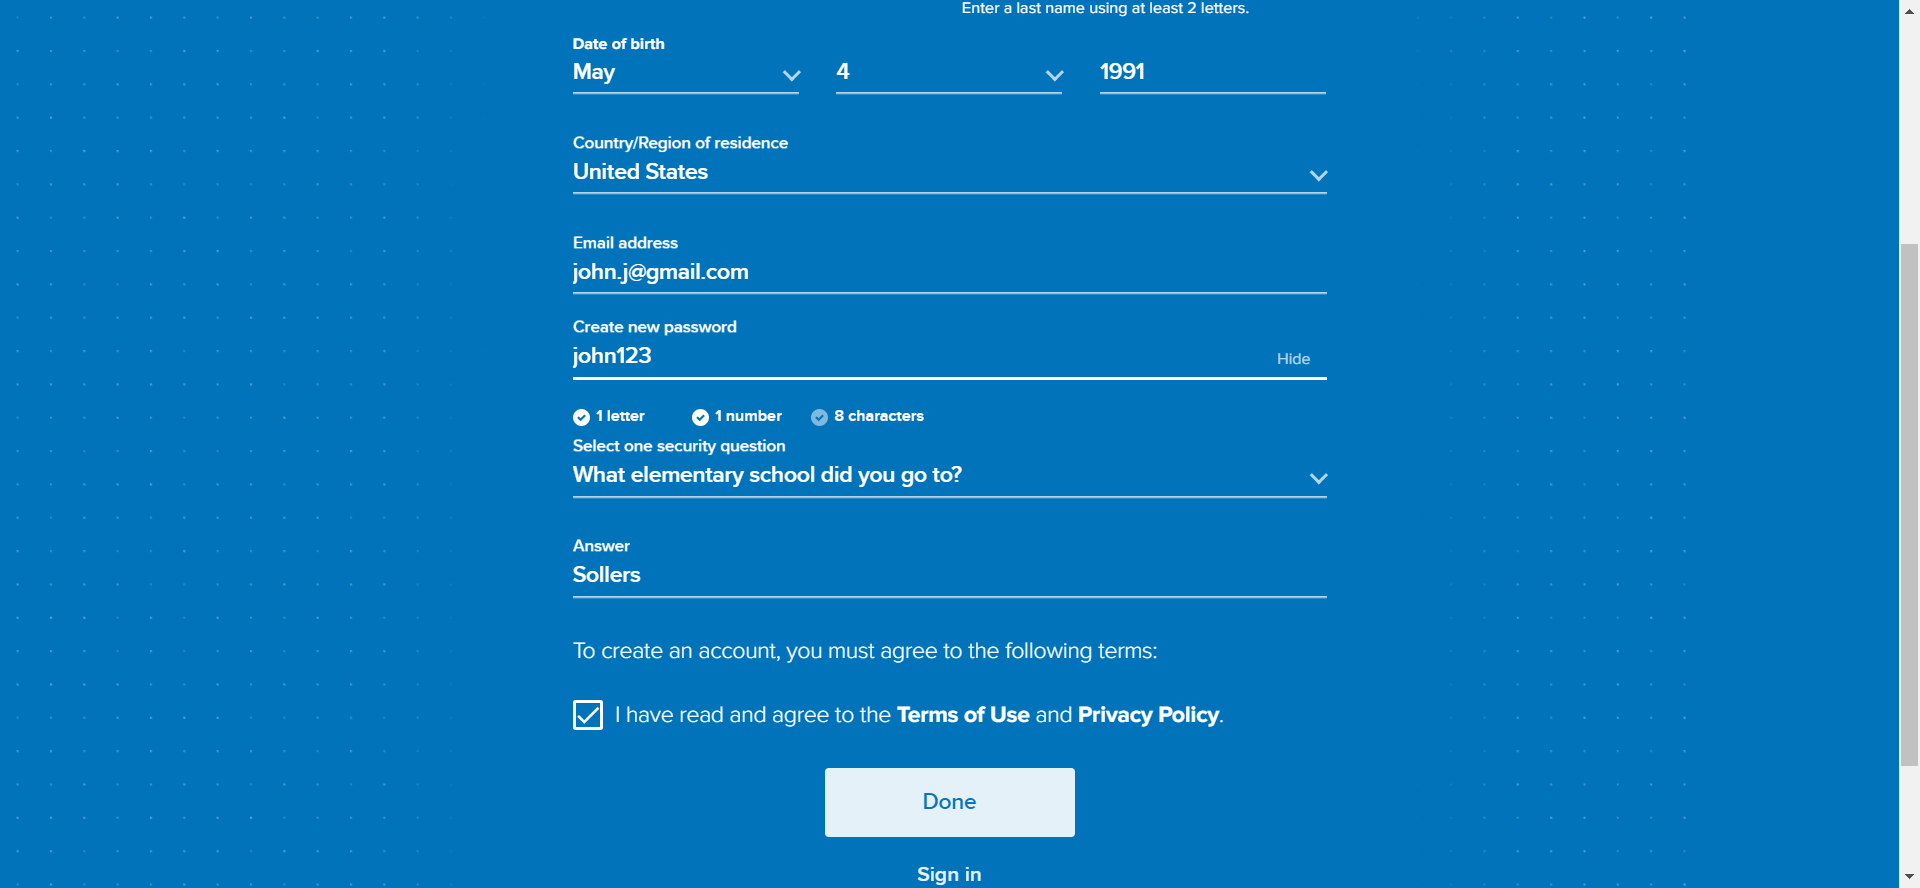 Enter a last name using at least 2 letters.
Date of birth
May 4 1991
Country/Region of residence
United States
Email address
john.j@gmail.com
Create new password
john123 Hide
1 letter 1 number 8 characters
Select one security question
What elementary school did you go to?
Answer
Sollers
To create an account, you must agree to the following terms:
I have read and agree to the Terms of Use and Privacy Policy.
Done
Sign in